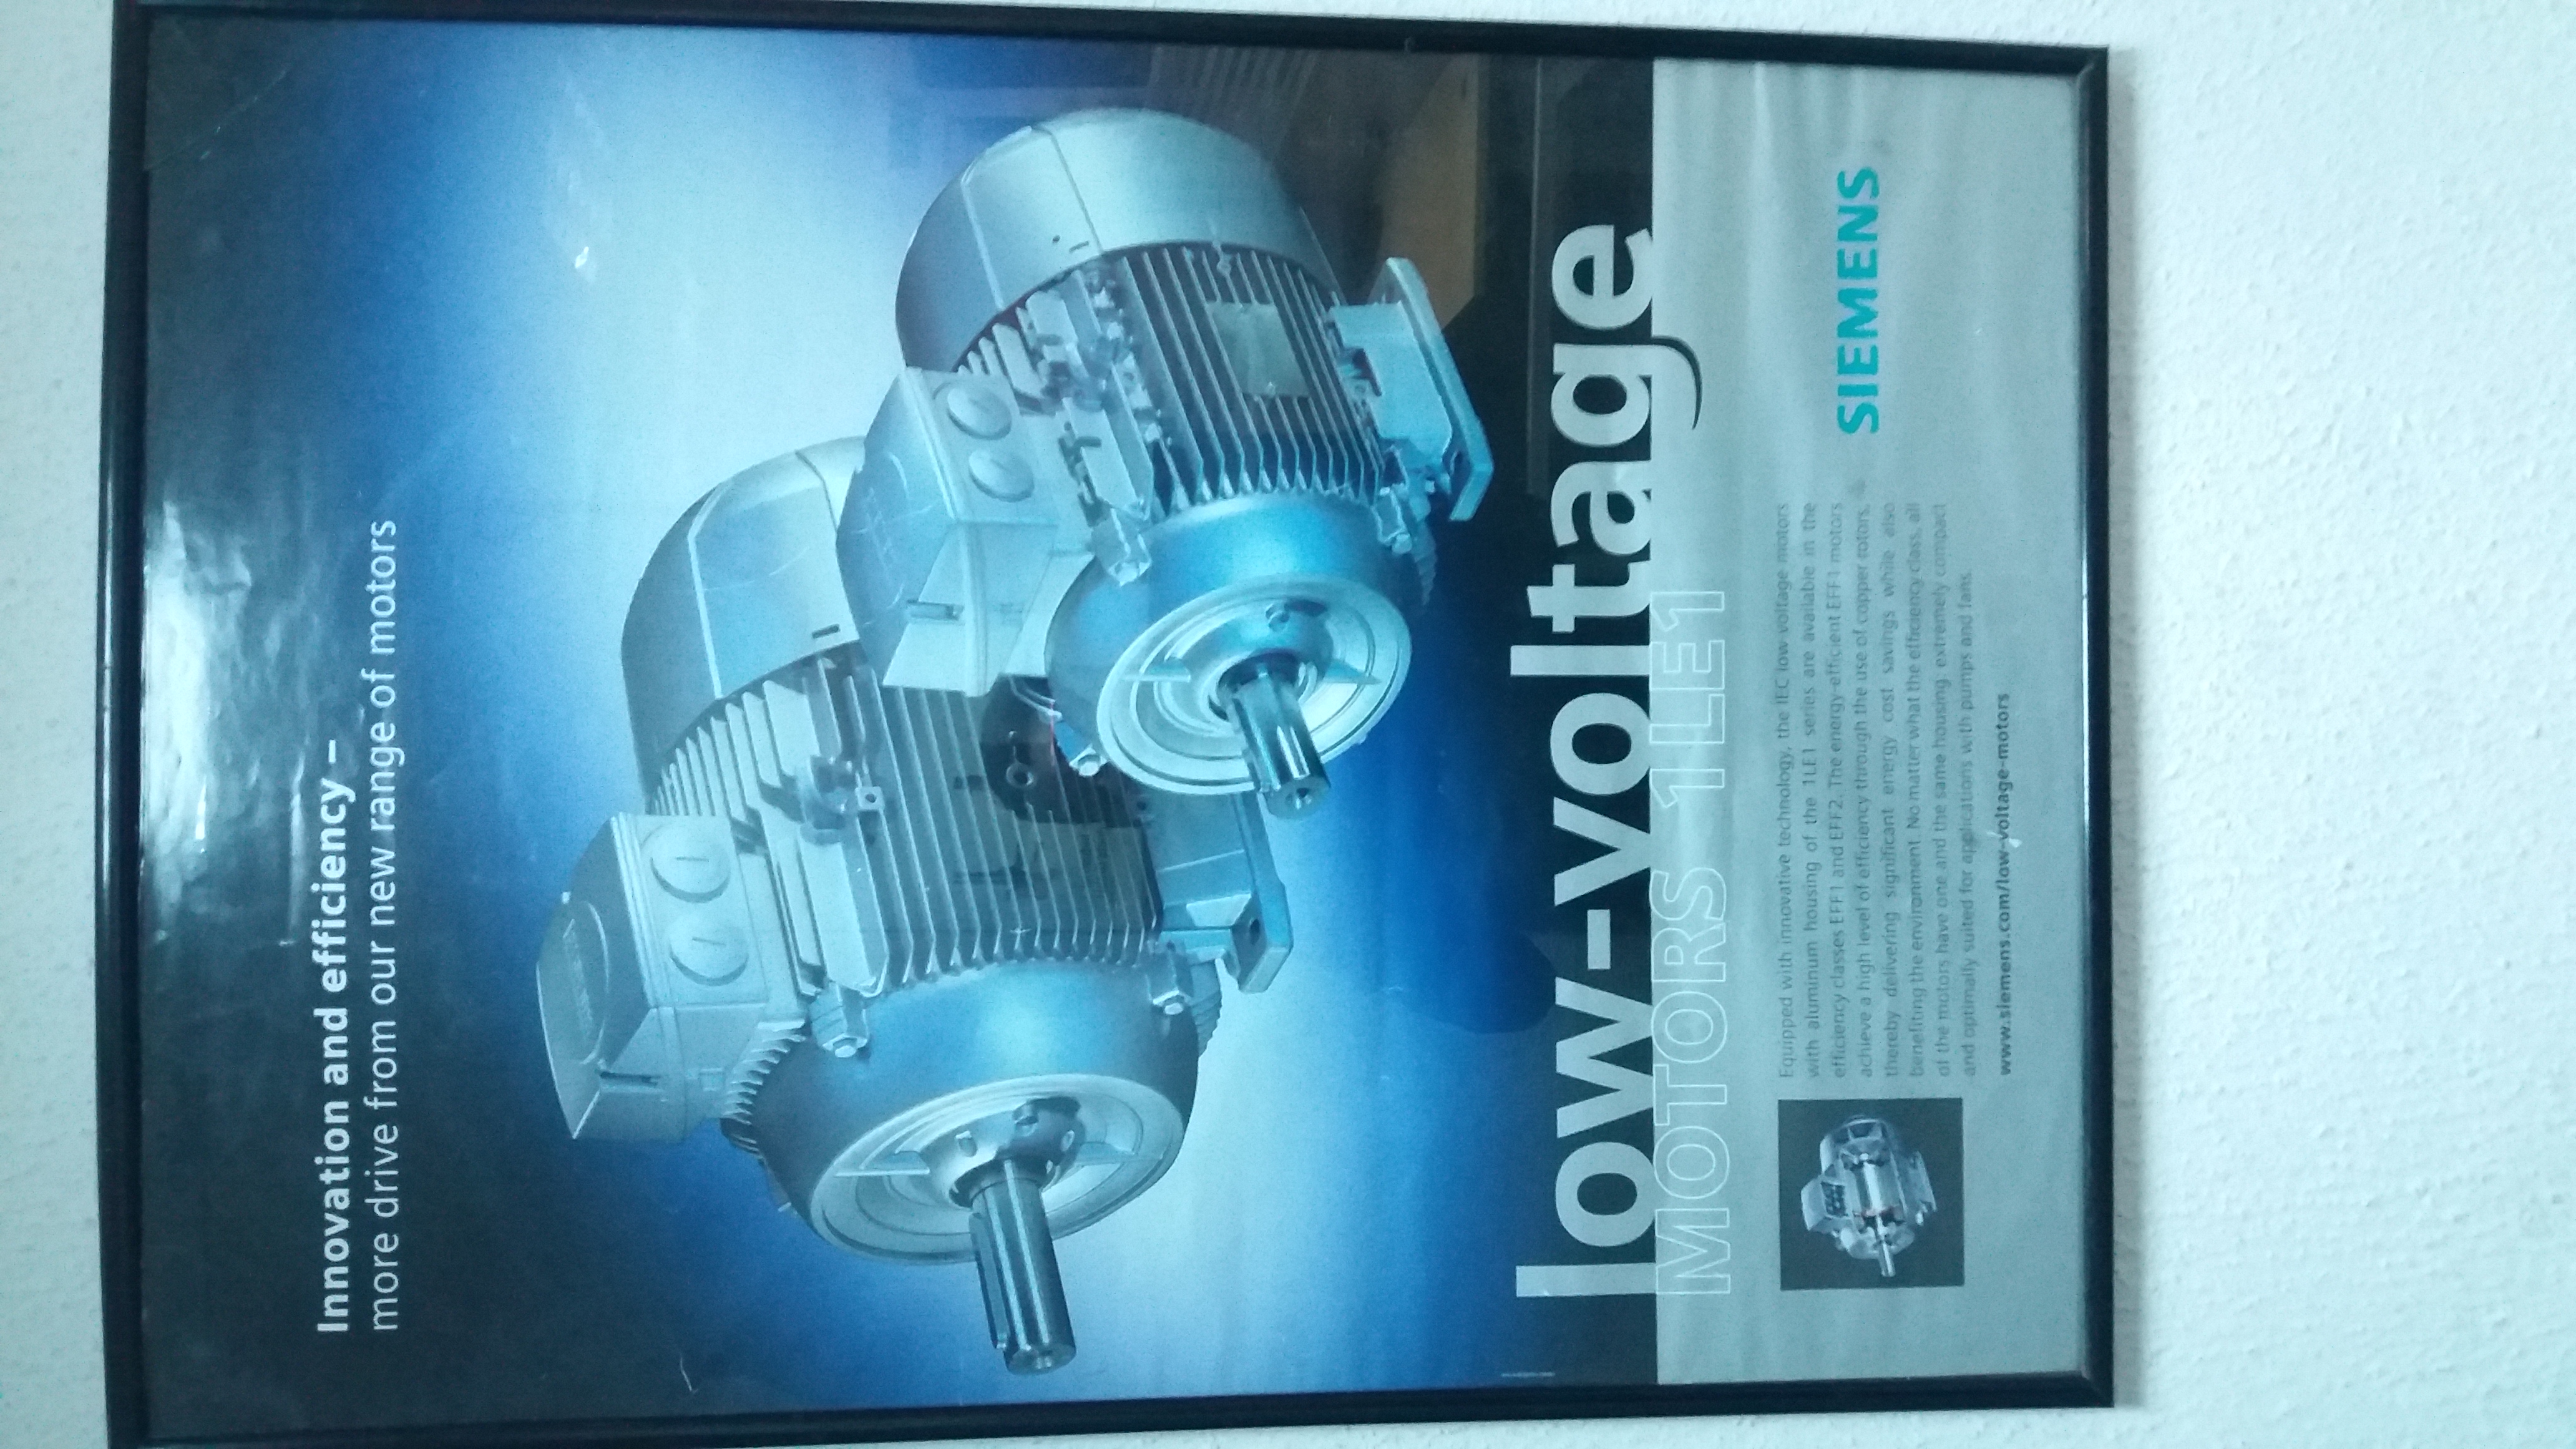 Innovation and efficiency –
more drive from our new range of motors
low-voltage
MOTORS 1LE1
Equipped with innovative technology, the IEC low voltage motors
with aluminum housing of the 1LE1 series are available in the
efficiency classes EFF1 and EFF2. The energy-efficient EFF1 motors
achieve a high level of efficiency through the use of copper rotors,
thereby delivering significant energy cost savings while also
benefiting the environment. No matter what the efficiency class, all
of the motors have one and the same housing: extremely compact
and optimally suited for applications with pumps and fans.
www.siemens.com/low-voltage-motors
SIEMENS